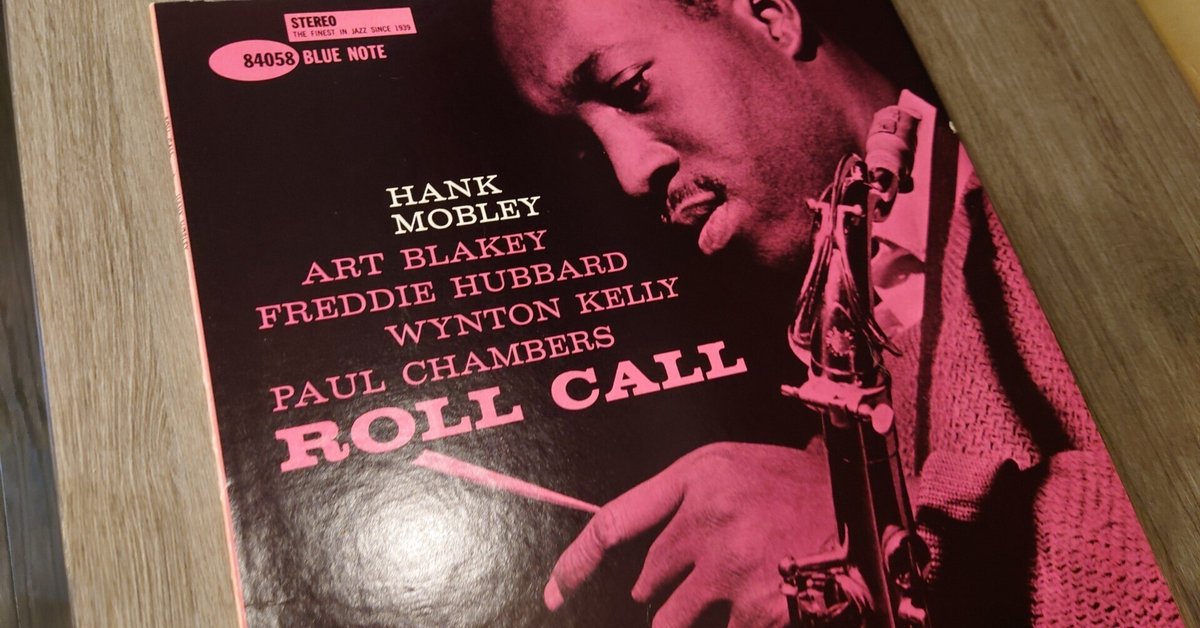 STEREO
THE FINEST IN JAZZ SINCE 1939
84058 BLUE NOTE
HANK
MOBLEY
ART BLAKEY
FREDDIE HUBBARD
WYNTON KELLY
PAUL CHAMBERS
ROLL CALL